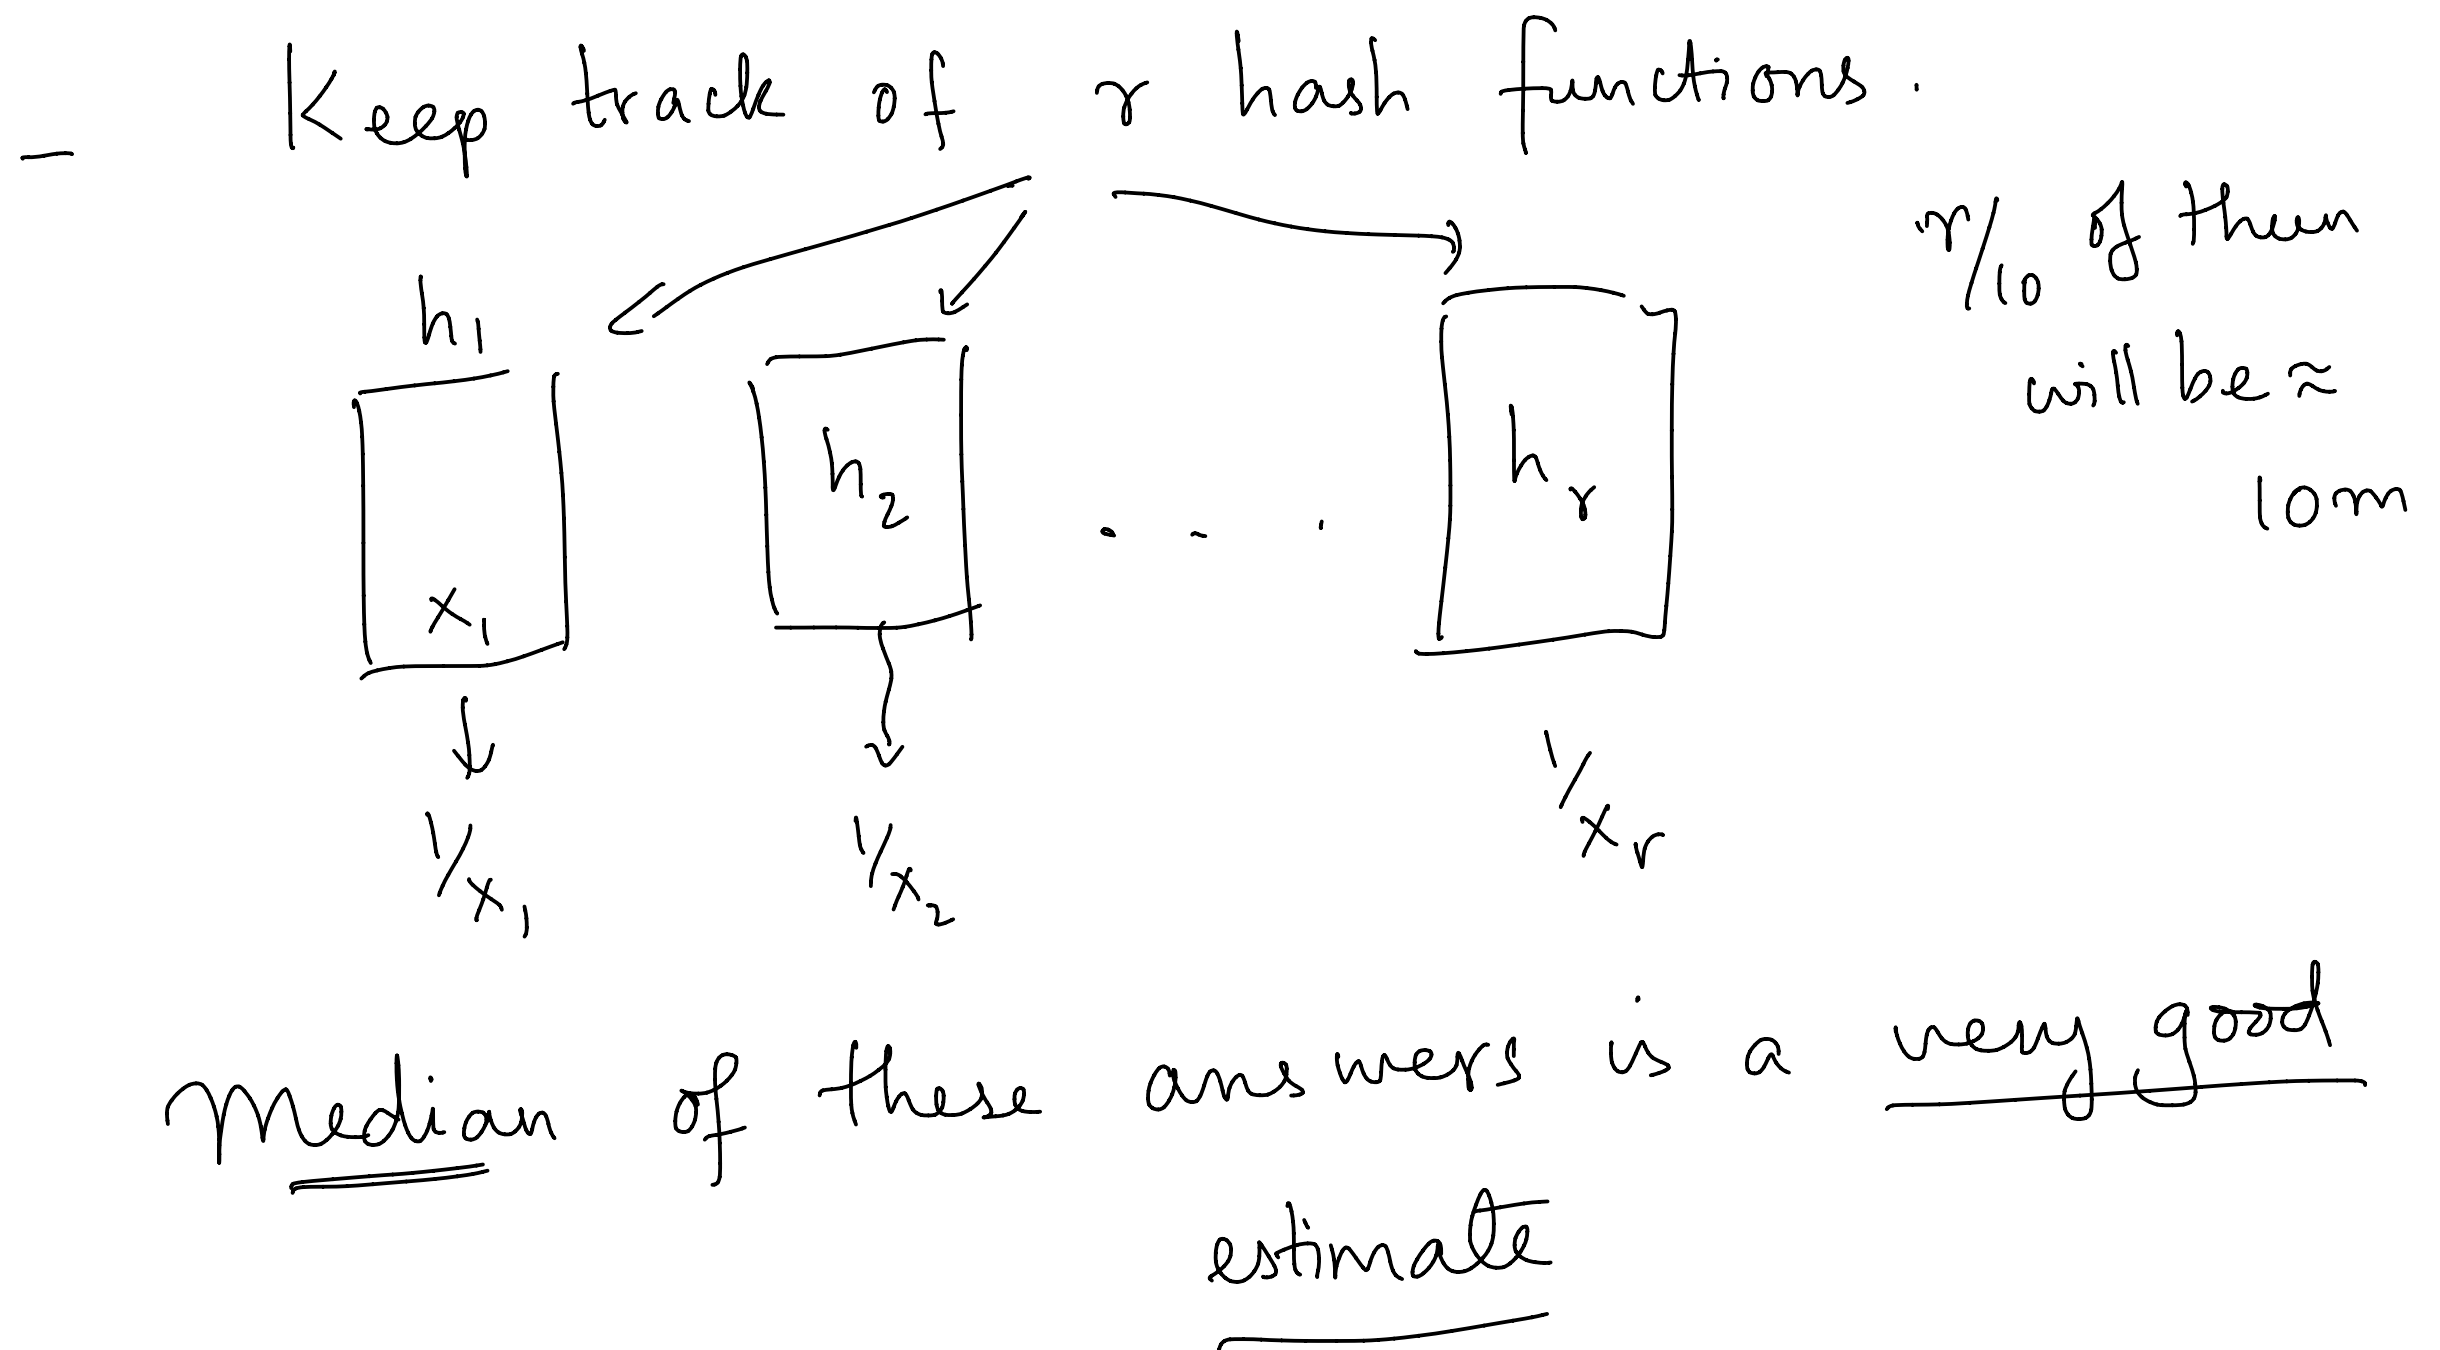 - Keep track of r hash functions.
r/10 of them
will be ≈
10m
h₁
h₂
hᵣ
x₁
. . .
1/x₁
1/x₂
1/xᵣ
Median of these answers is a very good
estimate